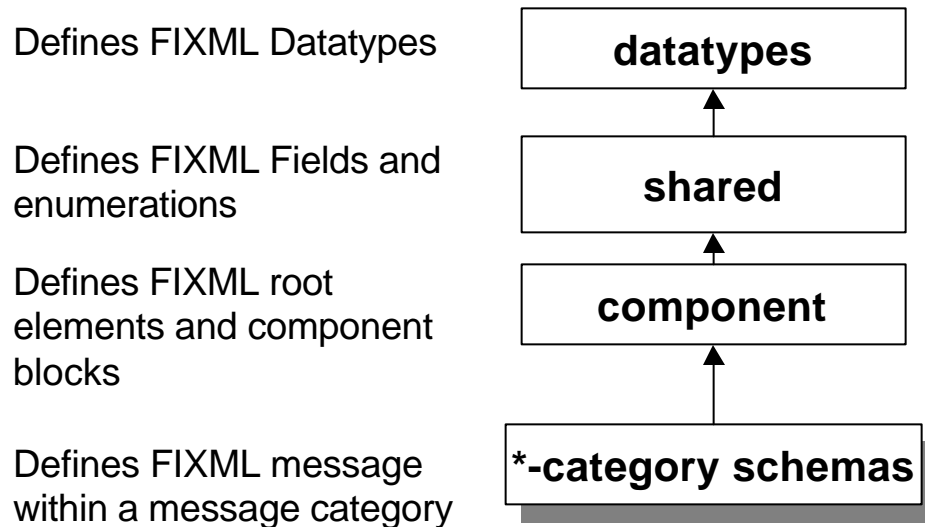 Defines FIXML Datatypes
datatypes
Defines FIXML Fields and
enumerations
shared
Defines FIXML root
elements and component
blocks
component
Defines FIXML message
within a message category
*-category schemas